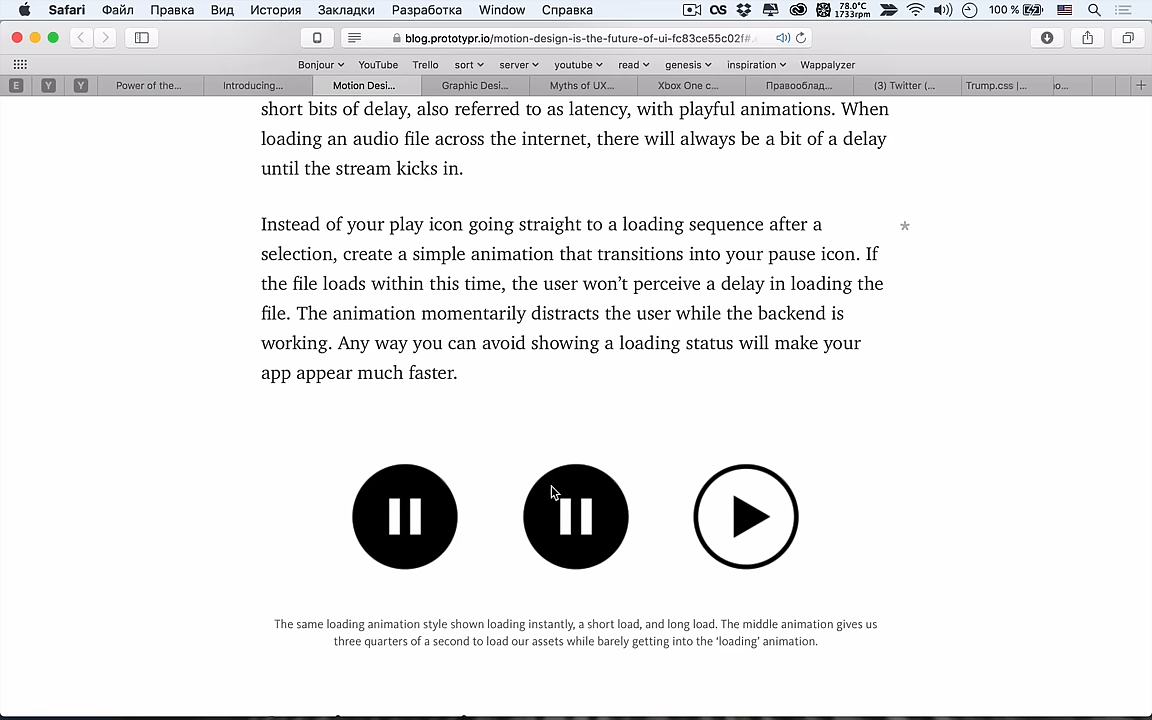 Safari Файл Правка Вид История Закладки Разработка Window Справка 78.0°C 1733rpm 100 %
blog.prototypr.io/motion-design-is-the-future-of-ui-fc83ce55c02f#.
Bonjour YouTube Trello sort server youtube read genesis inspiration Wappalyzer
E Y Y Power of the... Introducing... Motion Desi... Graphic Desi... Myths of UX... Xbox One c... Правооблад... (3) Twitter (... Trump.css |...
short bits of delay, also referred to as latency, with playful animations. When
loading an audio file across the internet, there will always be a bit of a delay
until the stream kicks in.
Instead of your play icon going straight to a loading sequence after a
selection, create a simple animation that transitions into your pause icon. If
the file loads within this time, the user won’t perceive a delay in loading the
file. The animation momentarily distracts the user while the backend is
working. Any way you can avoid showing a loading status will make your
app appear much faster.
The same loading animation style shown loading instantly, a short load, and long load. The middle animation gives us
three quarters of a second to load our assets while barely getting into the ‘loading’ animation.